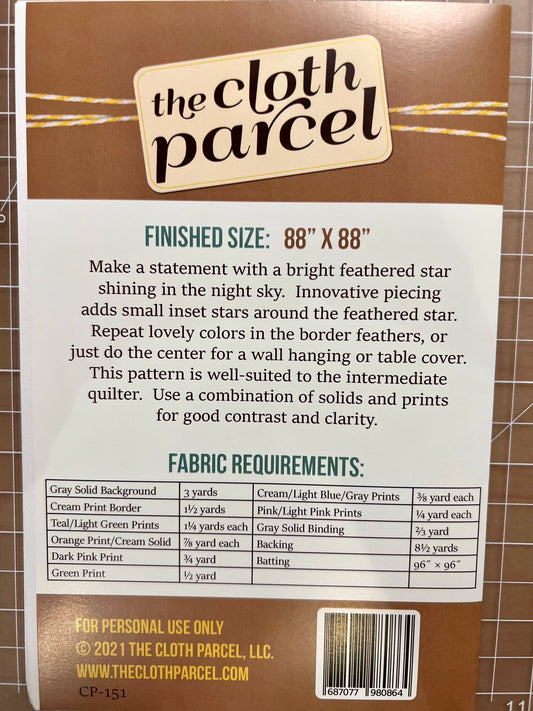 the cloth
parcel
FINISHED SIZE: 88" X 88"
Make a statement with a bright feathered star
shining in the night sky. Innovative piecing
adds small inset stars around the feathered star.
Repeat lovely colors in the border feathers, or
just do the center for a wall hanging or table cover.
This pattern is well-suited to the intermediate
quilter. Use a combination of solids and prints
for good contrast and clarity.
FABRIC REQUIREMENTS:
Gray Solid Background 3 yards Cream/Light Blue/Gray Prints ⅜ yard each
Cream Print Border 1½ yards Pink/Light Pink Prints ¼ yard each
Teal/Light Green Prints 1¼ yards each Gray Solid Binding ⅔ yard
Orange Print/Cream Solid ⅞ yard each Backing 8½ yards
Dark Pink Print ¾ yard Batting 96" × 96"
Green Print ½ yard
FOR PERSONAL USE ONLY
© 2021 THE CLOTH PARCEL, LLC.
WWW.THECLOTHPARCEL.COM
CP-151
687077 980864
11